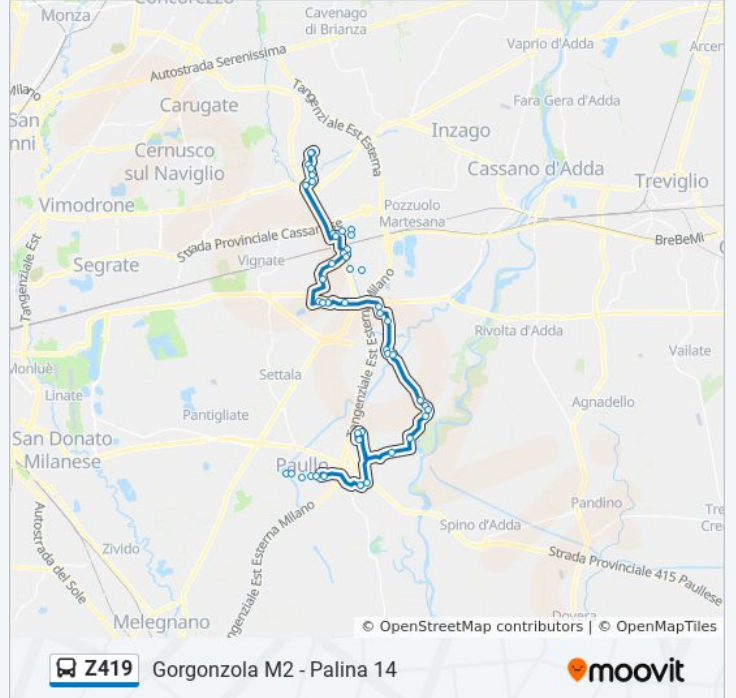 Monza
Concorezzo
Cavenago
di Brianza
Vaprio d'Adda
Autostrada Serenissima
Milano
Carugate
Tangenziale Est Esterna
Fara Gera d'Adda
San
nni
Inzago
Cernusco
sul Naviglio
Cassano d'Adda
Treviglio
Vimodrone
Pozzuolo
Martesana
Strada Provinciale Cassanese
BreBeMi
Segrate
Vignate
Tangenziale Est
Tangenziale Est Esterna Milano
Rivolta d'Adda
Vailate
Monluè
Settala
Linate
Agnadello
Pantigliate
San Donato
Milanese
Paullo
Pandino
Tre
Cre
Spino d'Adda
Autostrada del Sole
Zivido
ngenziale Est Esterna Milano
Strada Provinciale 415 Paullese
Dovera
Melegnano
© OpenStreetMap contributors | © OpenMapTiles
Z419 Gorgonzola M2 - Palina 14
moovit